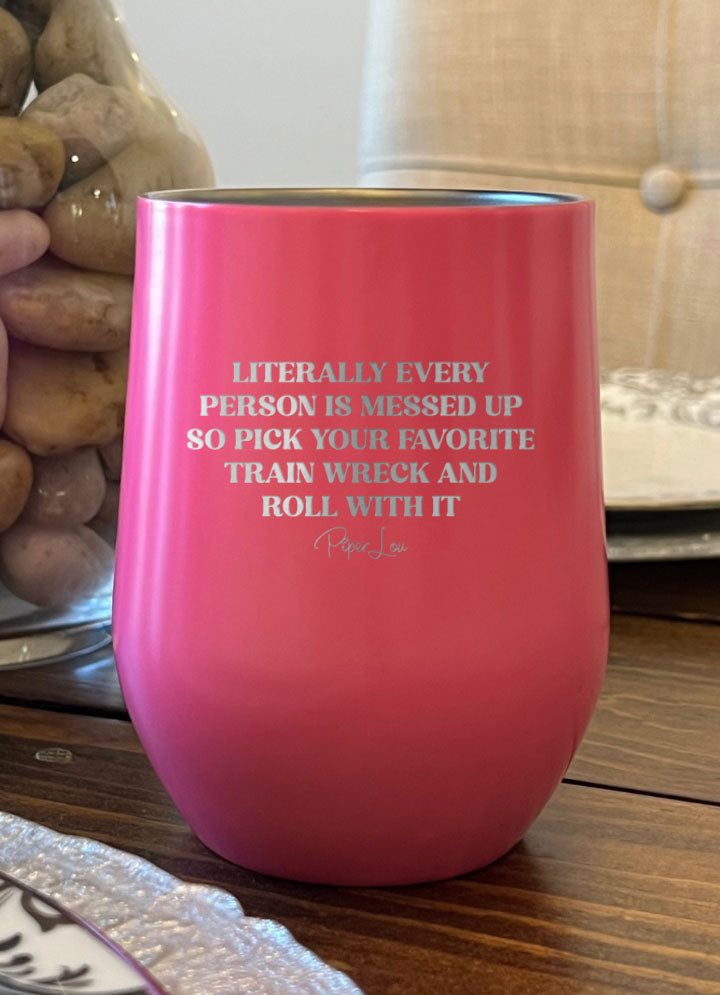 LITERALLY EVERY
PERSON IS MESSED UP
SO PICK YOUR FAVORITE
TRAIN WRECK AND
ROLL WITH IT
Piper Lou